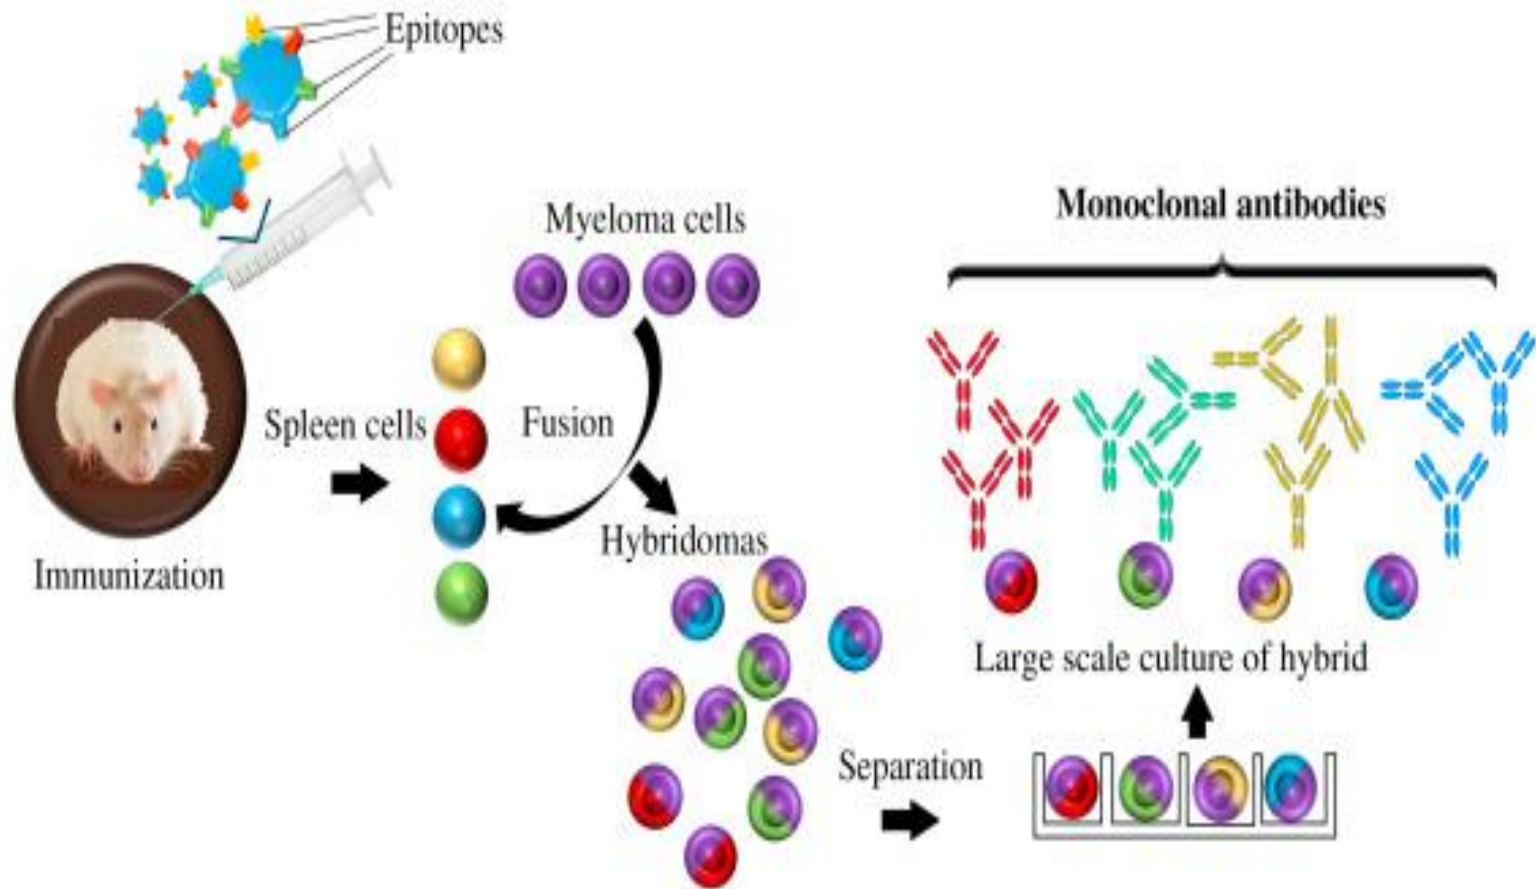 Epitopes
Myeloma cells
Monoclonal antibodies
Spleen cells
Fusion
Hybridomas
Immunization
Large scale culture of hybrid
Separation